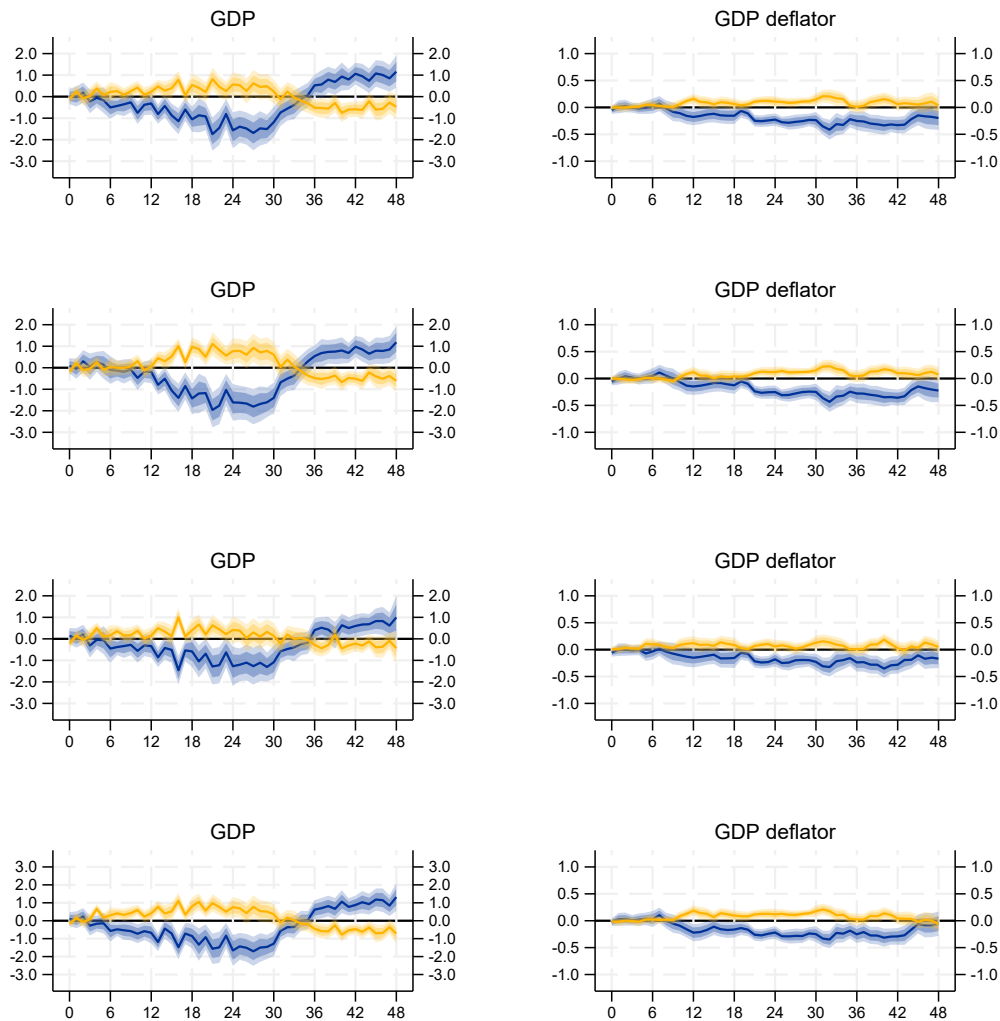 GDP
GDP deflator
2.0 2.0 1.0 1.0
1.0 1.0 0.5 0.5
0.0 0.0 0.0 0.0
-1.0 -1.0 -0.5 -0.5
-2.0 -2.0 -1.0 -1.0
-3.0 -3.0
0 6 12 18 24 30 36 42 48 0 6 12 18 24 30 36 42 48
GDP
GDP deflator
2.0 2.0 1.0 1.0
1.0 1.0 0.5 0.5
0.0 0.0 0.0 0.0
-1.0 -1.0 -0.5 -0.5
-2.0 -2.0 -1.0 -1.0
-3.0 -3.0
0 6 12 18 24 30 36 42 48 0 6 12 18 24 30 36 42 48
GDP
GDP deflator
2.0 2.0 1.0 1.0
1.0 1.0 0.5 0.5
0.0 0.0 0.0 0.0
-1.0 -1.0 -0.5 -0.5
-2.0 -2.0 -1.0 -1.0
-3.0 -3.0
0 6 12 18 24 30 36 42 48 0 6 12 18 24 30 36 42 48
GDP
GDP deflator
3.0 3.0 1.0 1.0
2.0 2.0 0.5 0.5
1.0 1.0 0.0 0.0
0.0 0.0 -0.5 -0.5
-1.0 -1.0 -1.0 -1.0
-2.0 -2.0
-3.0 -3.0
0 6 12 18 24 30 36 42 48 0 6 12 18 24 30 36 42 48